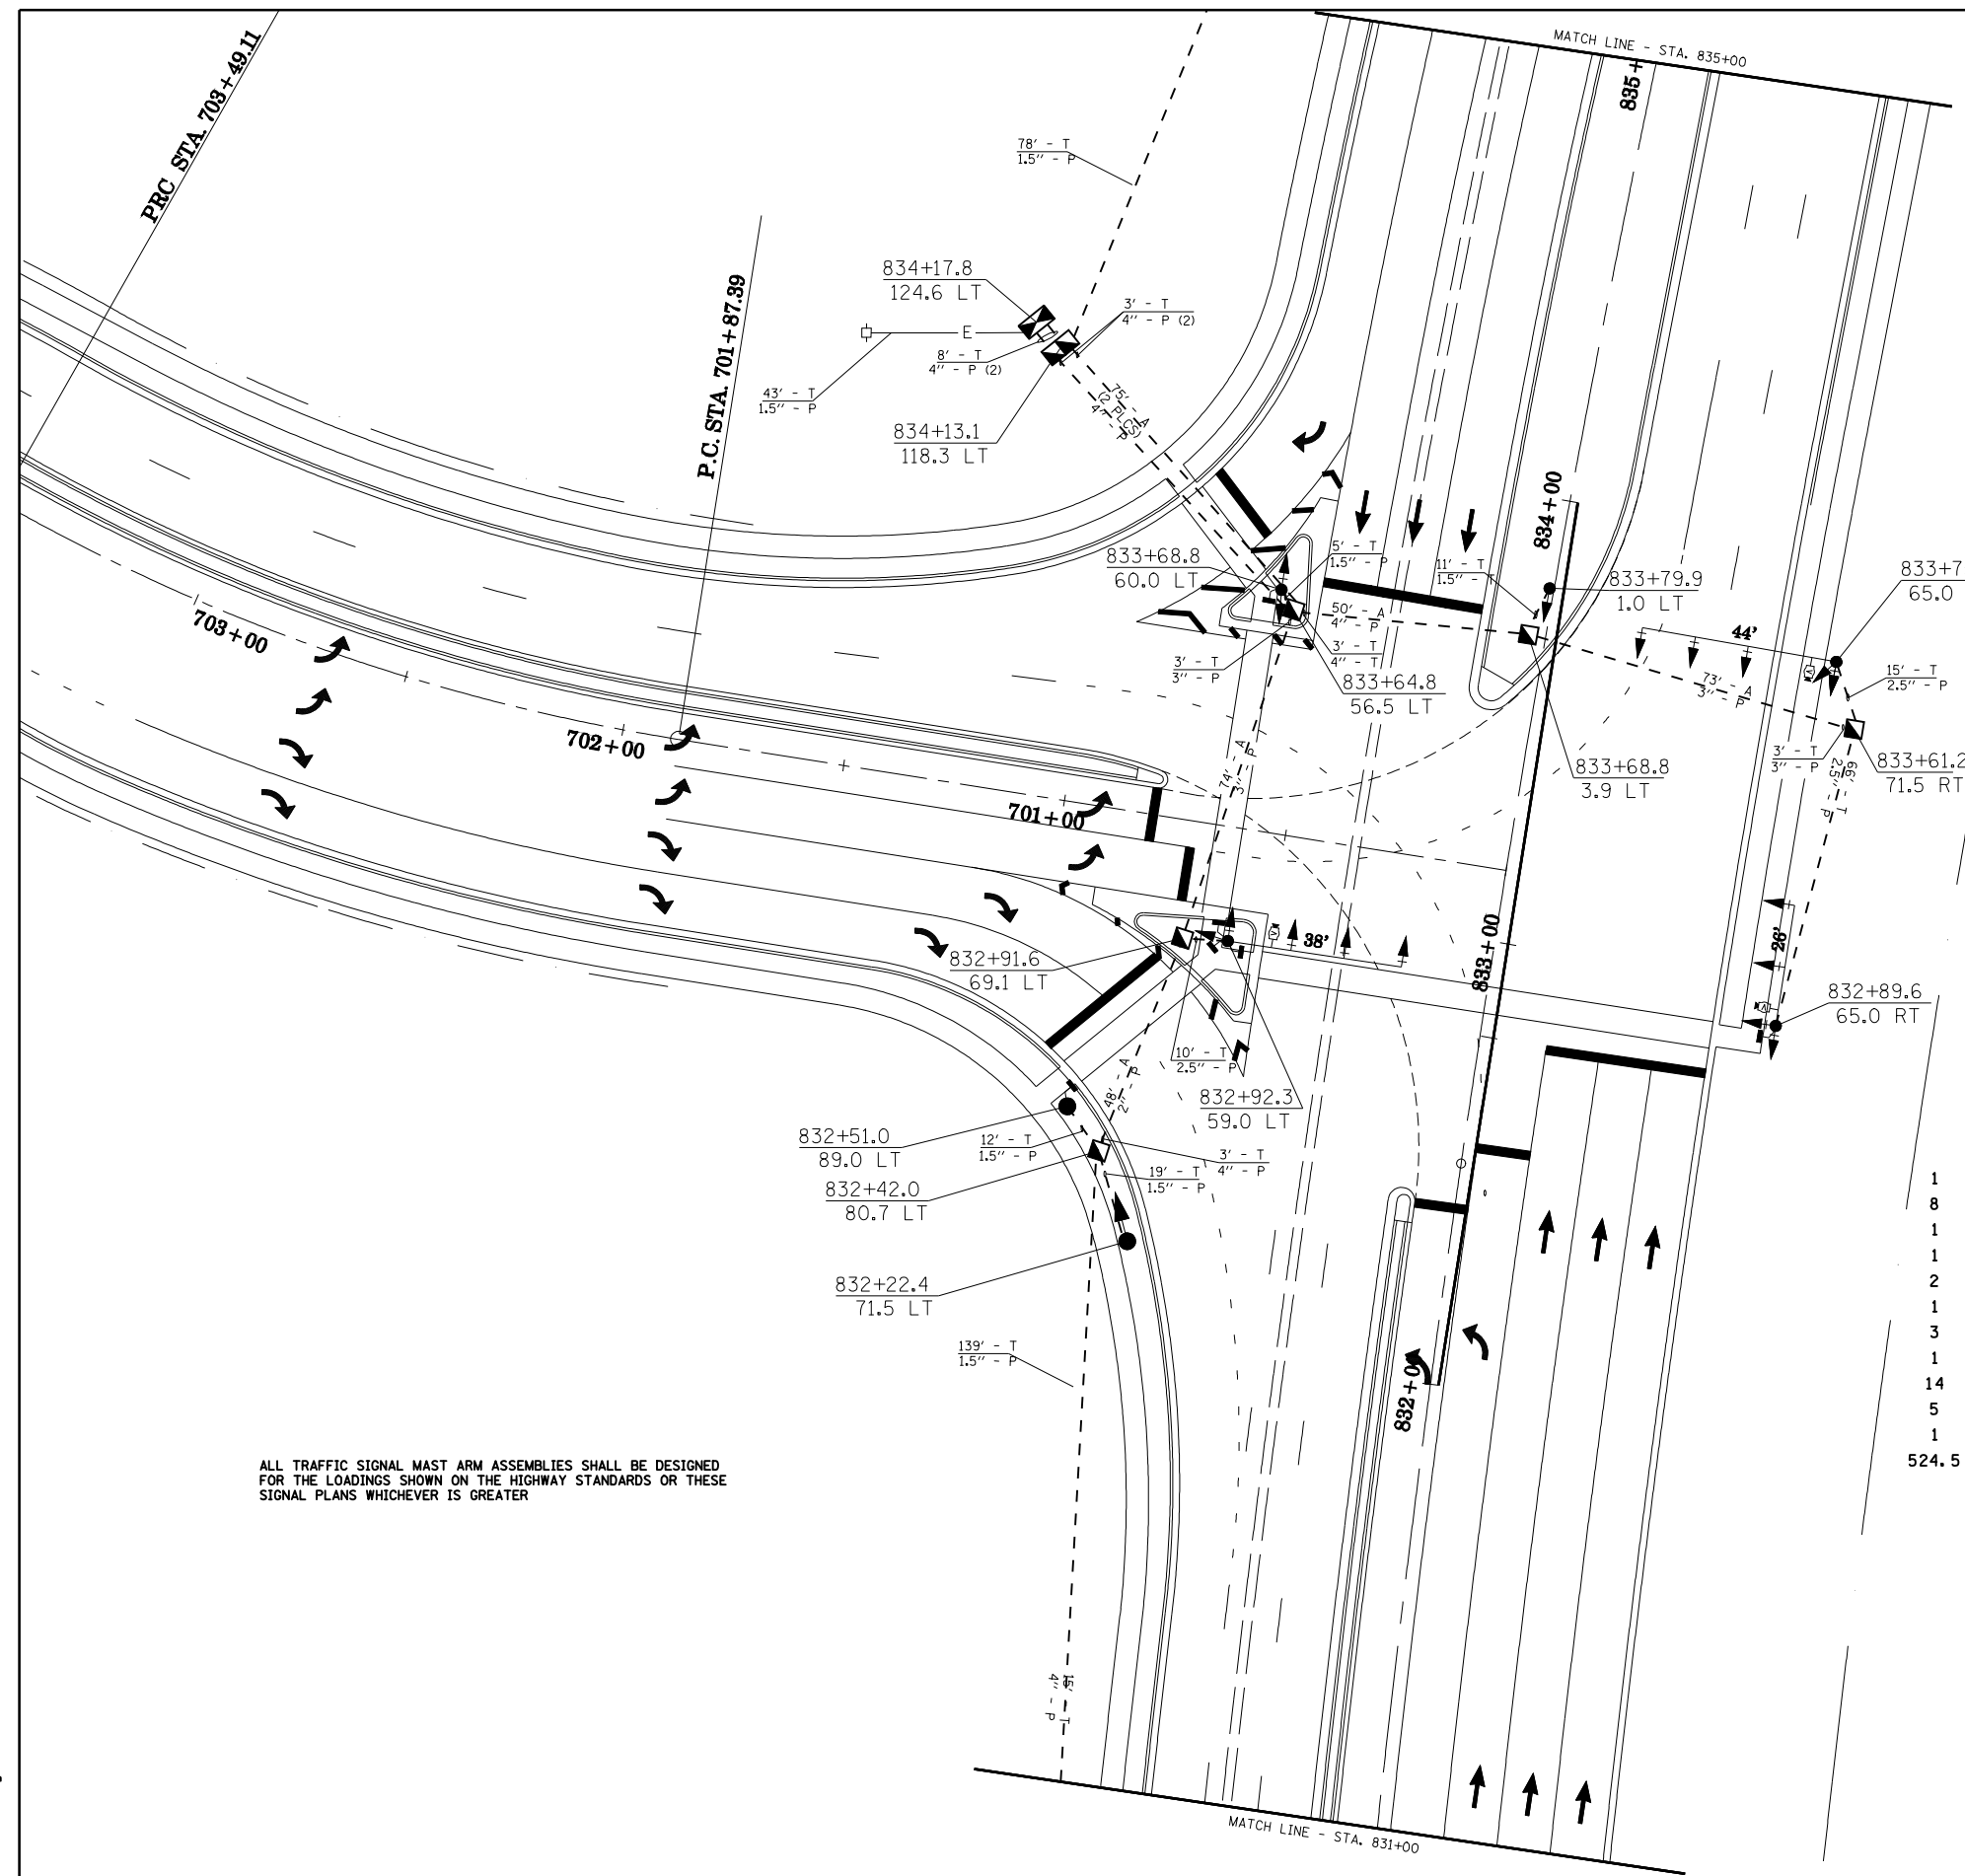 MATCH LINE - STA. 835+00
835+
PRC STA. 703+49.11
P.C. STA. 701+87.39
78' - T
1.5" - P
834+17.8
124.6 LT
3' - T
4" - P (2)
E
8' - T
4" - P (2)
43' - T
1.5" - P
834+13.1
118.3 LT
75' - A
(2 PLCS)
4" - P
834+00
833+68.8
60.0 LT
5' - T
1.5" - P
11' - T
1.5" - T
833+79.9
1.0 LT
833+7
65.0
50' - A
4" - P
44'
3' - T
4" - T
3' - T
3" - P
833+64.8
56.5 LT
73' - A
3" - P
15' - T
2.5" - P
703+00
702+00
701+00
74' - A
3" - P
833+68.8
3.9 LT
3' - T
3" - P
66' - T
2.5" - P
833+61.2
71.5 RT
832+91.6
69.1 LT
38'
833+00
26'
832+89.6
65.0 RT
10' - T
2.5" - P
48' - A
2" - P
832+92.3
59.0 LT
832+51.0
89.0 LT
12' - T
1.5" - P
3' - T
4" - P
19' - T
1.5" - P
832+42.0
80.7 LT
832+22.4
71.5 LT
139' - T
1.5" - P
832+0
1
8
1
1
2
1
3
1
14
5
1
524.5
ALL TRAFFIC SIGNAL MAST ARM ASSEMBLIES SHALL BE DESIGNED
FOR THE LOADINGS SHOWN ON THE HIGHWAY STANDARDS OR THESE
SIGNAL PLANS WHICHEVER IS GREATER
4" - P
MATCH LINE - STA. 831+00